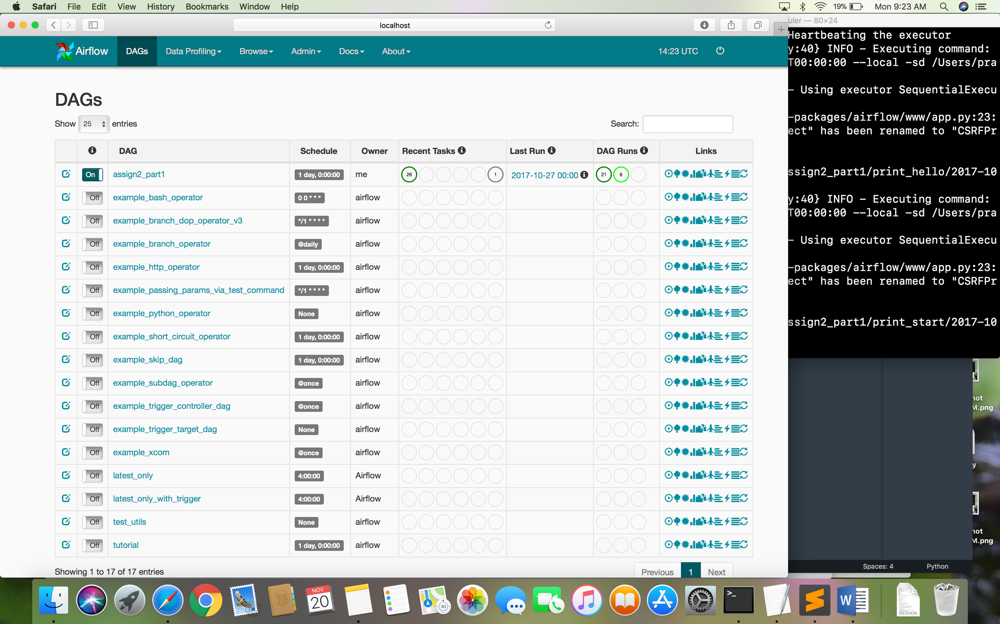 Safari File Edit View History Bookmarks Window Help 19% Mon 9:23 AM
localhost
uler — 80×24
Airflow DAGs Data Profiling Browse Admin Docs About 14:23 UTC
DAGs
Show 25 entries Search:
DAG Schedule Owner Recent Tasks Last Run DAG Runs Links
On assign2_part1 1 day, 0:00:00 me 26 1 2017-10-27 00:00 21 6
Off example_bash_operator 0 0 * * * airflow
Off example_branch_dop_operator_v3 */1 * * * * airflow
Off example_branch_operator @daily airflow
Off example_http_operator 1 day, 0:00:00 airflow
Off example_passing_params_via_test_command */1 * * * * airflow
Off example_python_operator None airflow
Off example_short_circuit_operator 1 day, 0:00:00 airflow
Off example_skip_dag 1 day, 0:00:00 airflow
Off example_subdag_operator @once airflow
Off example_trigger_controller_dag @once airflow
Off example_trigger_target_dag None airflow
Off example_xcom @once airflow
Off latest_only 4:00:00 Airflow
Off latest_only_with_trigger 4:00:00 Airflow
Off test_utils None airflow
Off tutorial 1 day, 0:00:00 airflow
Showing 1 to 17 of 17 entries Previous 1 Next
Heartbeating the executor
y:40} INFO - Executing command:
T00:00:00 --local -sd /Users/pra
- Using executor SequentialExecu
-packages/airflow/www/app.py:23:
ect" has been renamed to "CSRFPr
ssign2_part1/print_hello/2017-10
y:40} INFO - Executing command:
T00:00:00 --local -sd /Users/pra
- Using executor SequentialExecu
-packages/airflow/www/app.py:23:
ect" has been renamed to "CSRFPr
ssign2_part1/print_start/2017-10
not
M.png
y
not
M.png
Spaces: 4 Python
NOV
20
3D
>_
W
PYTHON